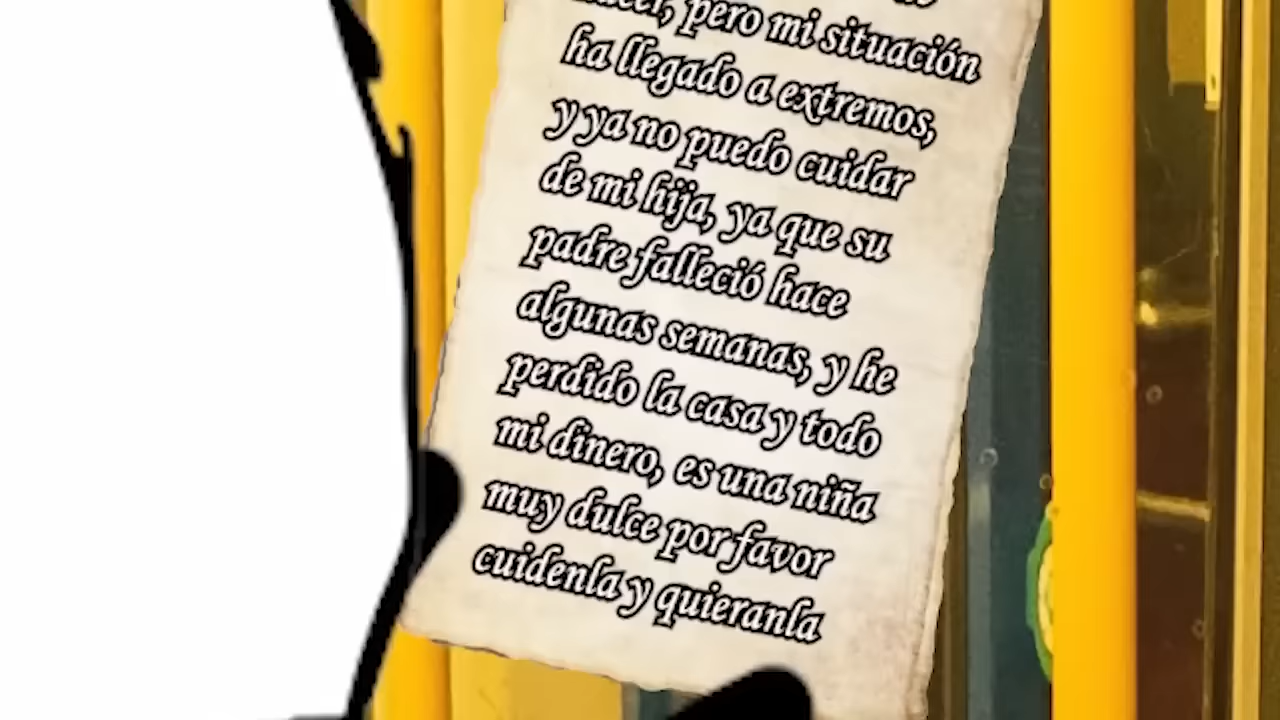 pero mi situación
ha llegado a extremos,
y ya no puedo cuidar
de mi hija, ya que su
padre falleció hace
algunas semanas, y he
perdido la casa y todo
mi dinero, es una niña
muy dulce por favor
cuidenla y quieranla